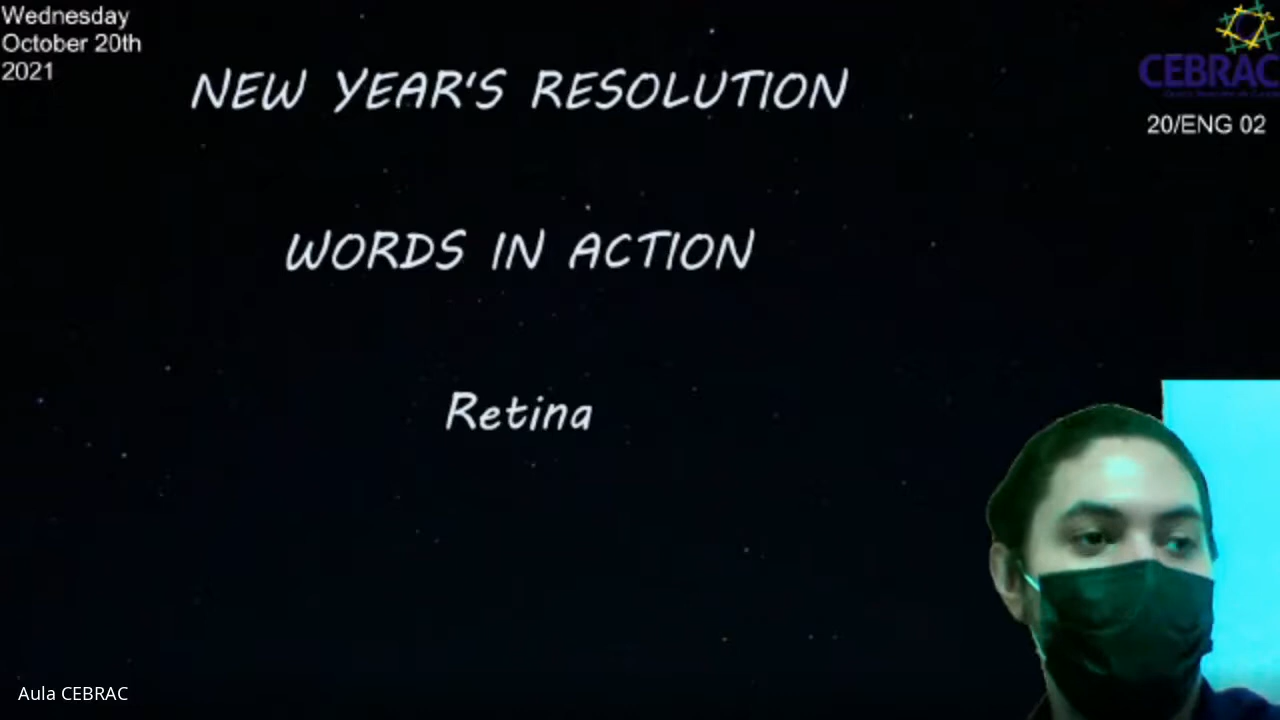 Wednesday
October 20th
2021
NEW YEAR'S RESOLUTION
CEBRAC
20/ENG 02
WORDS IN ACTION
Retina
Aula CEBRAC